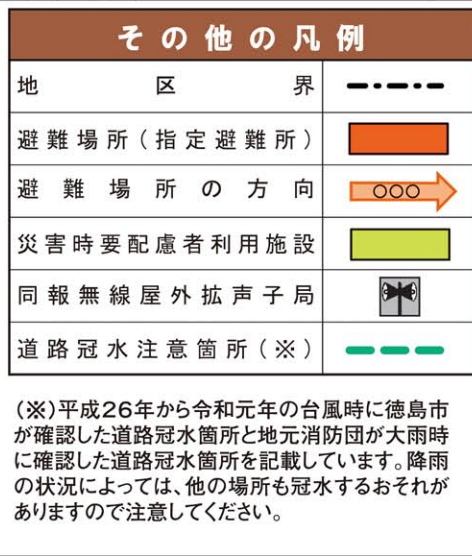 その他の凡例
地区界
避難場所(指定避難所)
避難場所の方向
○○○
災害時要配慮者利用施設
同報無線屋外拡声子局
道路冠水注意箇所(※)
(※)平成26年から令和元年の台風時に徳島市
が確認した道路冠水箇所と地元消防団が大雨時
に確認した道路冠水箇所を記載しています。降雨
の状況によっては、他の場所も冠水するおそれが
ありますので注意してください。